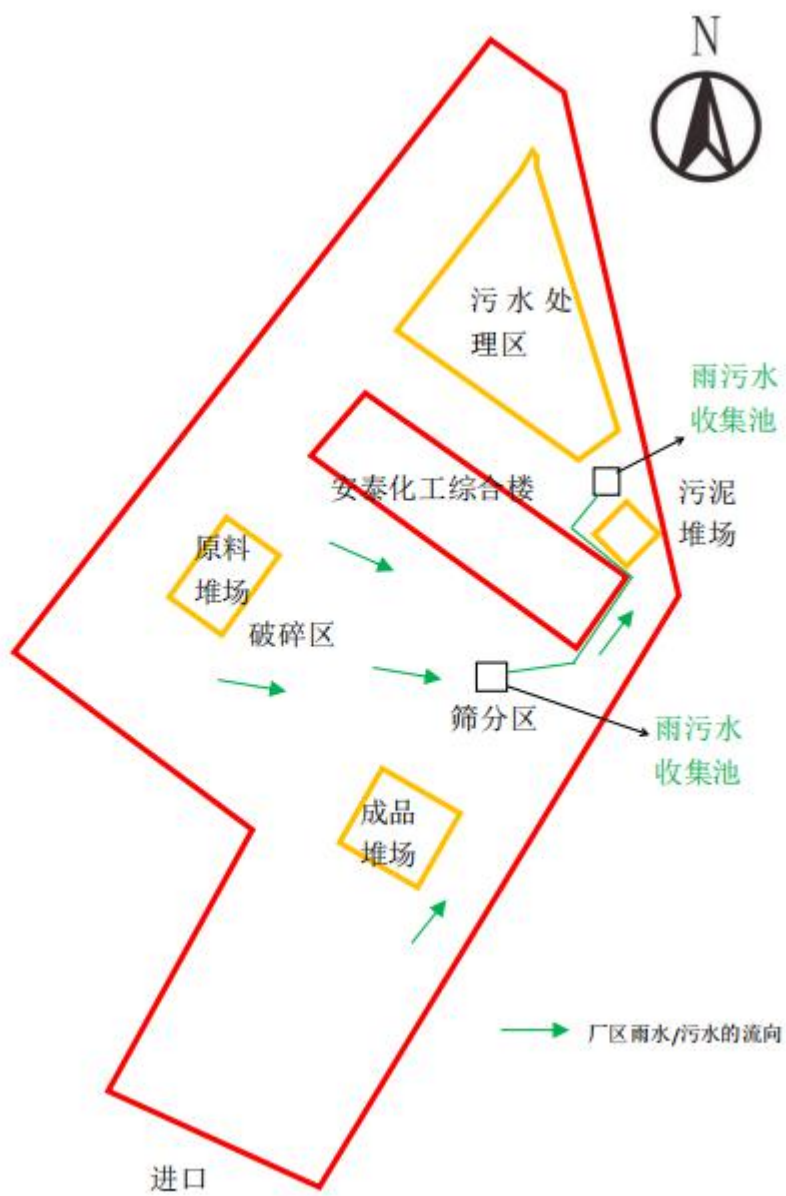 N
污水处
理区
雨污水
收集池
安泰化工综合楼
污泥
堆场
原料
堆场
破碎区
筛分区
雨污水
收集池
成品
堆场
厂区雨水/污水的流向
进口